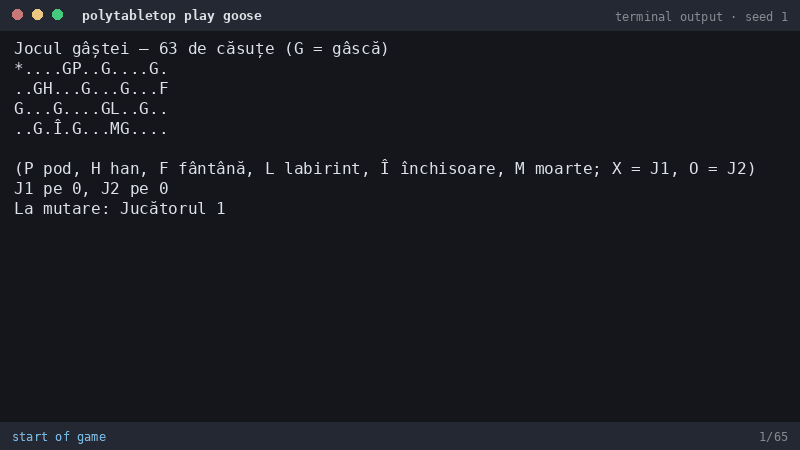 polytabletop play goose
terminal output · seed 1
Jocul gâștei — 63 de căsuțe (G = gâscă)
*....GP..G....G.
..GH...G...G...F
G...G....GL..G..
..G.Î.G...MG....
(P pod, H han, F fântână, L labirint, Î închisoare, M moarte; X = J1, O = J2)
J1 pe 0, J2 pe 0
La mutare: Jucătorul 1
start of game
1/65